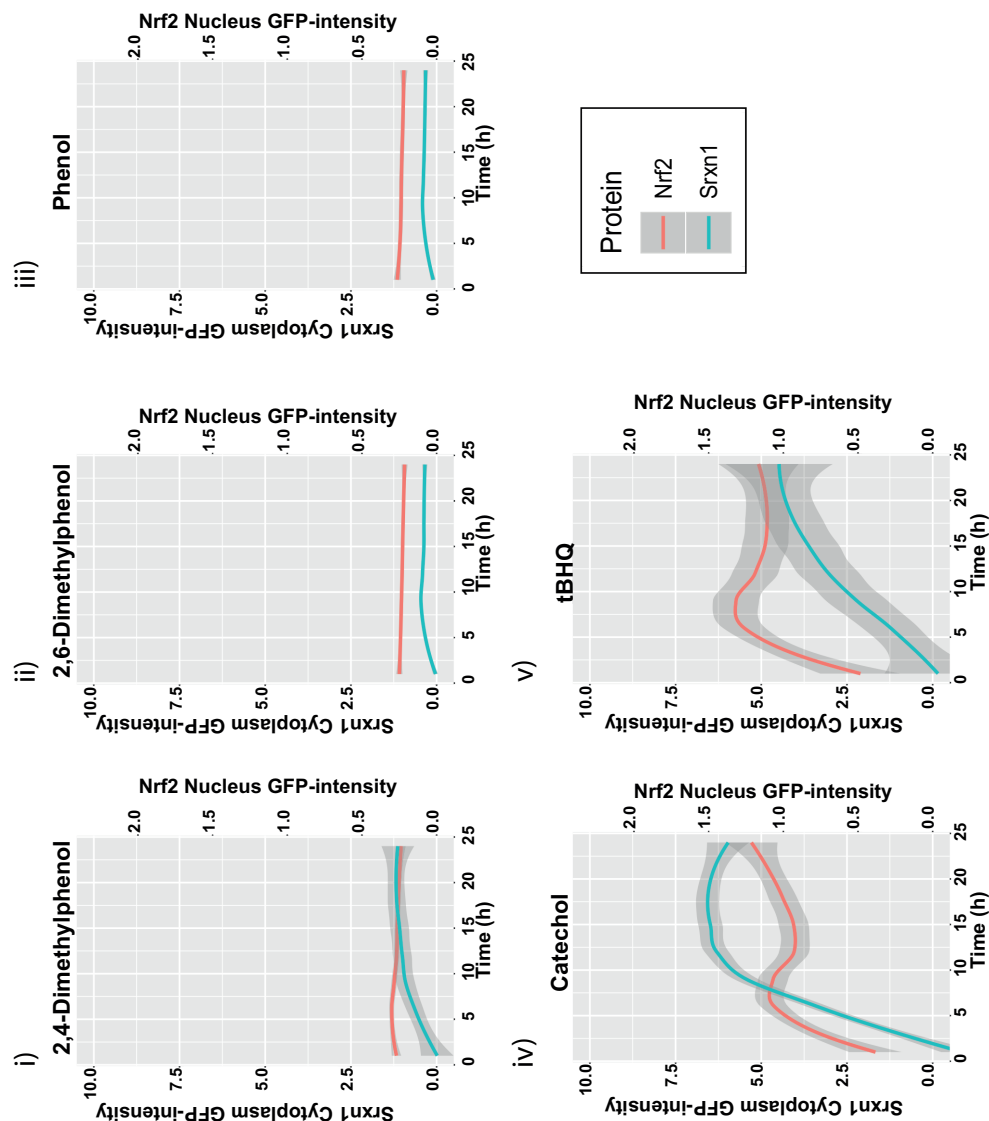 i)
2,4-Dimethylphenol
Srxn1 Cytoplasm GFP-intensity
10.0
7.5
5.0
2.5
0.0
Nrf2 Nucleus GFP-intensity
2.0
1.5
1.0
0.5
0.0
0 5 10 15 20 25
Time (h)
ii)
2,6-Dimethylphenol
Srxn1 Cytoplasm GFP-intensity
10.0
7.5
5.0
2.5
0.0
Nrf2 Nucleus GFP-intensity
2.0
1.5
1.0
0.5
0.0
0 5 10 15 20 25
Time (h)
iii)
Phenol
Srxn1 Cytoplasm GFP-intensity
10.0
7.5
5.0
2.5
0.0
Nrf2 Nucleus GFP-intensity
2.0
1.5
1.0
0.5
0.0
0 5 10 15 20 25
Time (h)
iv)
Catechol
Srxn1 Cytoplasm GFP-intensity
10.0
7.5
5.0
2.5
0.0
Nrf2 Nucleus GFP-intensity
2.0
1.5
1.0
0.5
0.0
0 5 10 15 20 25
Time (h)
v)
tBHQ
Srxn1 Cytoplasm GFP-intensity
10.0
7.5
5.0
2.5
0.0
Nrf2 Nucleus GFP-intensity
2.0
1.5
1.0
0.5
0.0
0 5 10 15 20 25
Time (h)
Protein
Nrf2
Srxn1